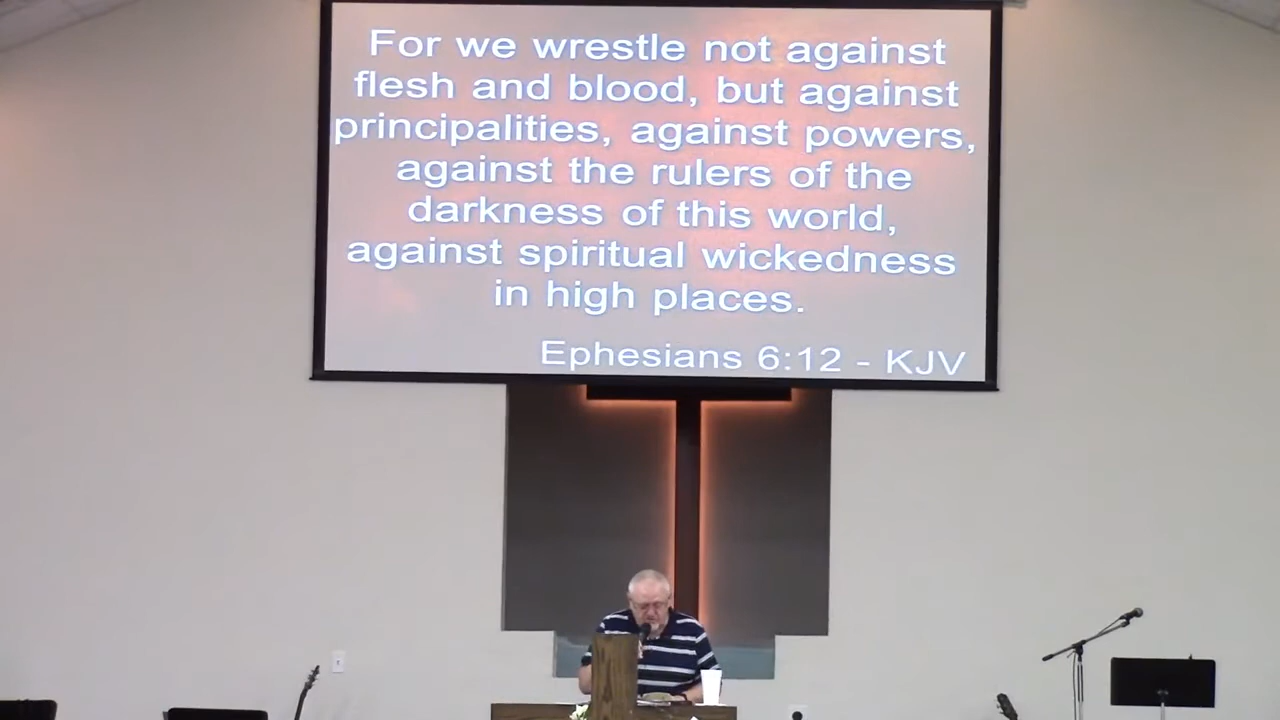 For we wrestle not against
flesh and blood, but against
principalities, against powers,
against the rulers of the
darkness of this world,
against spiritual wickedness
in high places.
Ephesians 6:12 - KJV